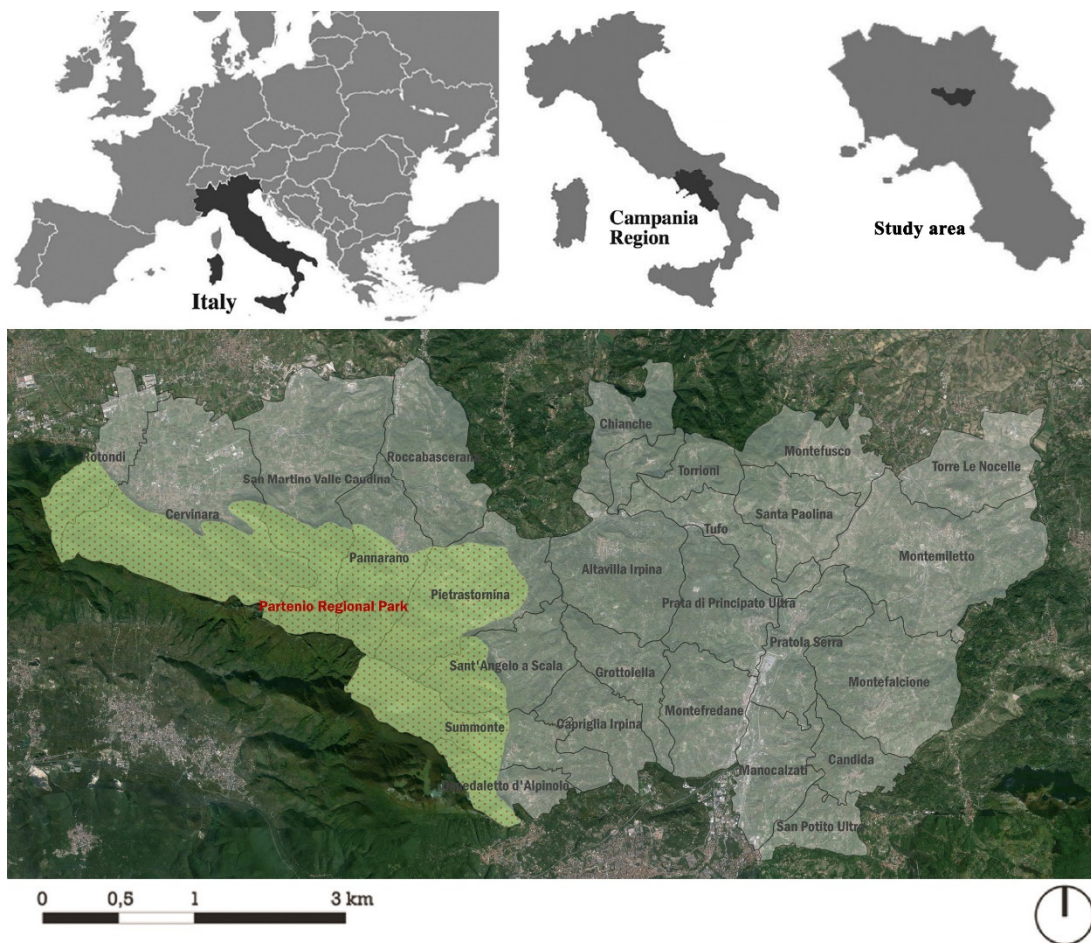 Italy
Campania
Region
Study area
Chianche
Montefusco
Rotondi
Roccabascerana
Torrioni
Torre Le Nocelle
San Martino Valle Caudina
Cervinara
Santa Paolina
Tufo
Pannarano
Altavilla Irpina
Montemiletto
Pietrastornina
Partenio Regional Park
Prata di Principato Ultra
Pratola Serra
Sant'Angelo a Scala
Grottolella
Montefalcione
Montefredane
Summonte
Capriglia Irpina
Candida
Manocalzati
d'Alpinolo
San Potito Ultra
0 0,5 1 3 km